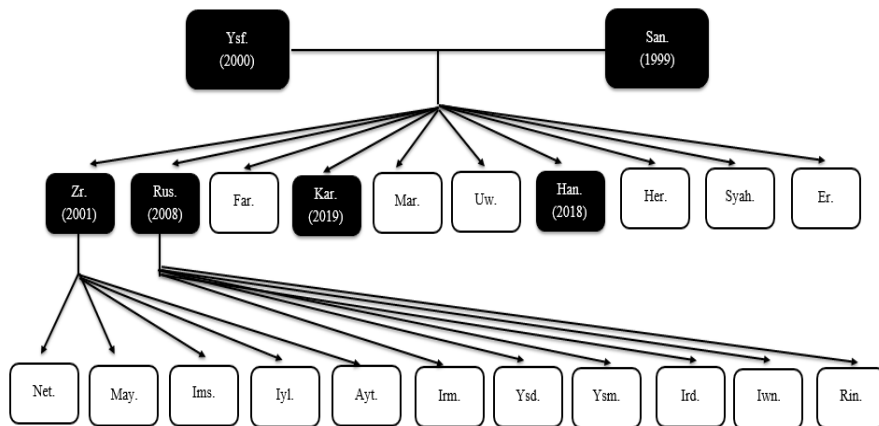 Ysf.
(2000)
San.
(1999)
Zr.
(2001)
Rus.
(2008)
Far.
Kar.
(2019)
Mar.
Uw.
Han.
(2018)
Her.
Syah.
Er.
Net.
May.
Ims.
Iyl.
Ayt.
Irm.
Ysd.
Ysm.
Ird.
Iwn.
Rin.